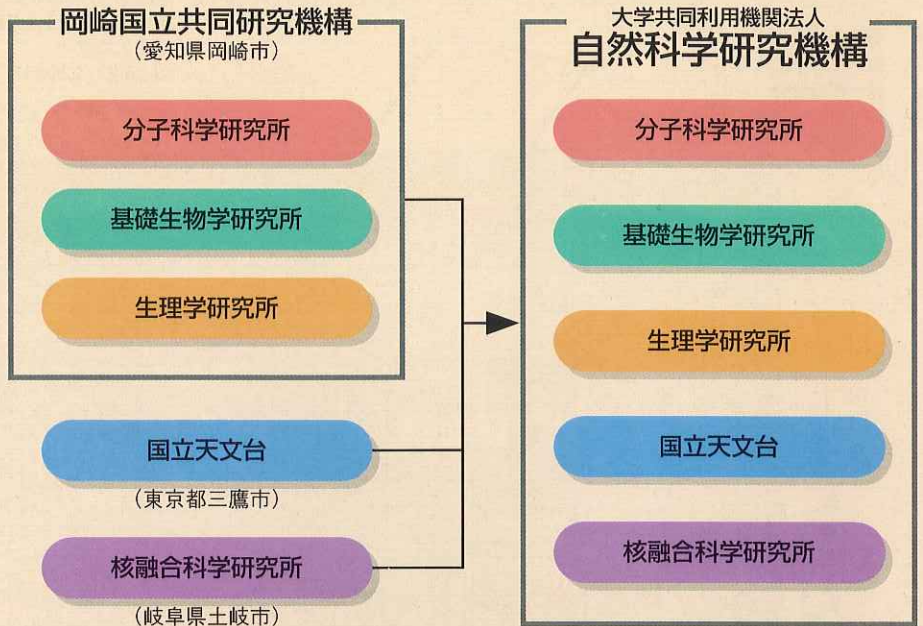 岡崎国立共同研究機構
（愛知県岡崎市）
分子科学研究所
基礎生物学研究所
生理学研究所
国立天文台
（東京都三鷹市）
核融合科学研究所
（岐阜県土岐市）
大学共同利用機関法人
自然科学研究機構
分子科学研究所
基礎生物学研究所
生理学研究所
国立天文台
核融合科学研究所